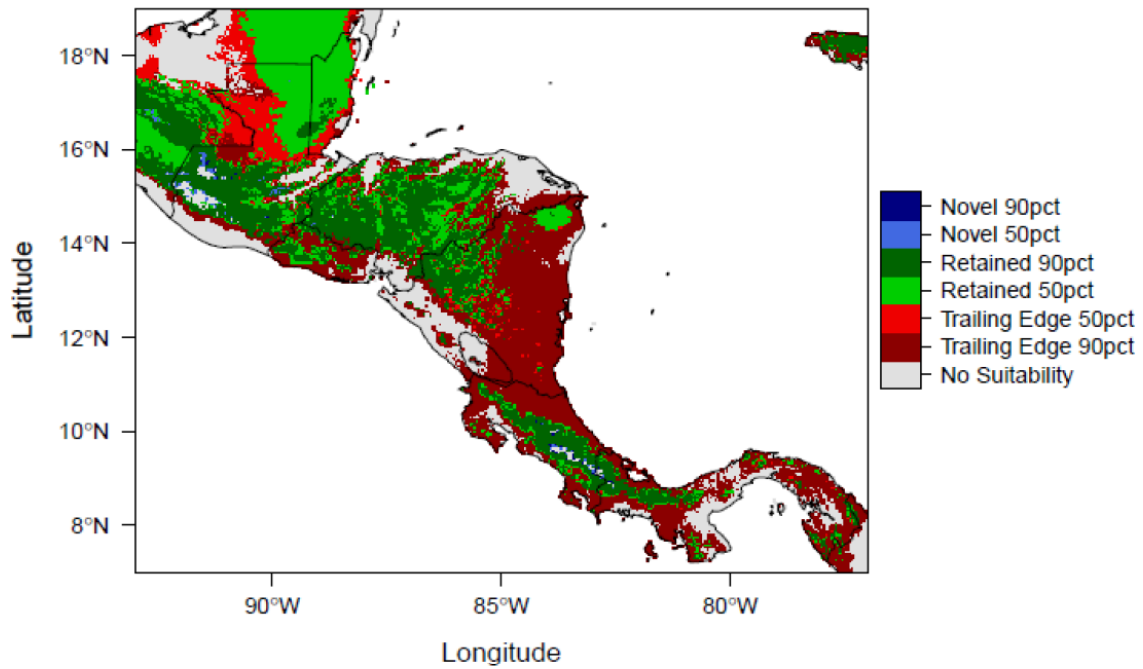 18°N
16°N
14°N
12°N
10°N
8°N
Latitude
90°W
85°W
80°W
Longitude
Novel 90pct
Novel 50pct
Retained 90pct
Retained 50pct
Trailing Edge 50pct
Trailing Edge 90pct
No Suitability